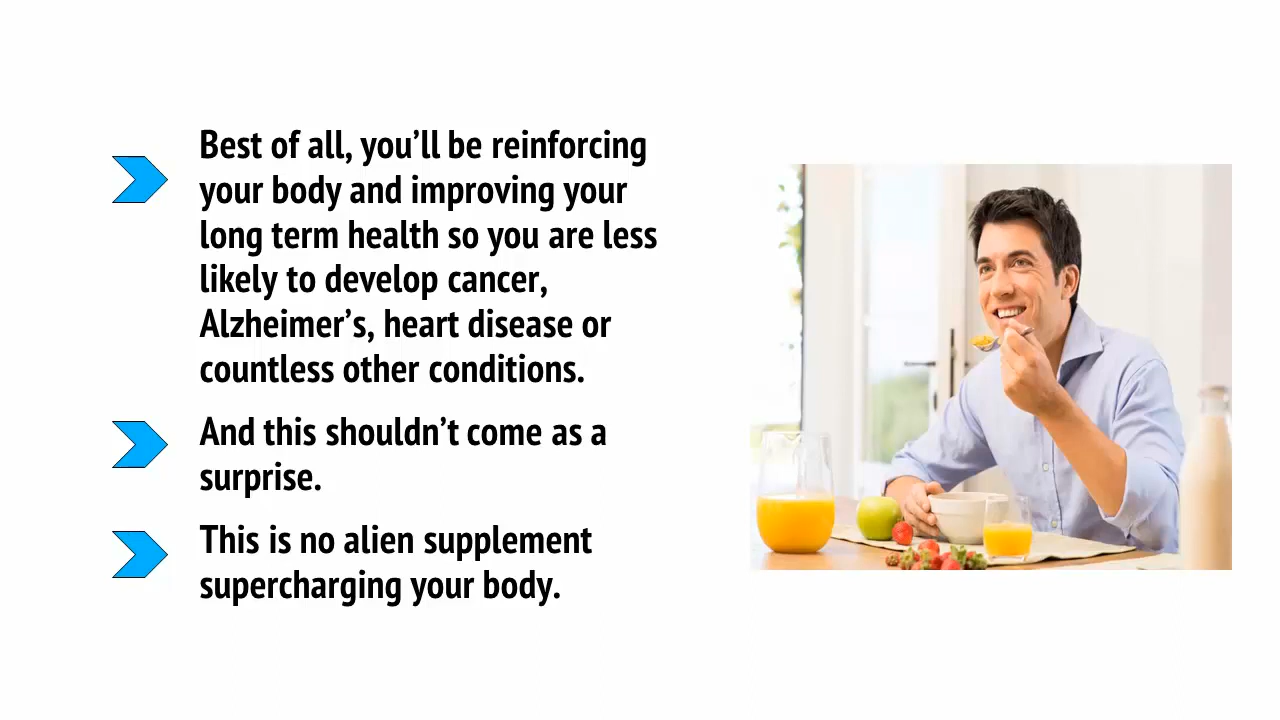 Best of all, you’ll be reinforcing
your body and improving your
long term health so you are less
likely to develop cancer,
Alzheimer’s, heart disease or
countless other conditions.
And this shouldn’t come as a
surprise.
This is no alien supplement
supercharging your body.